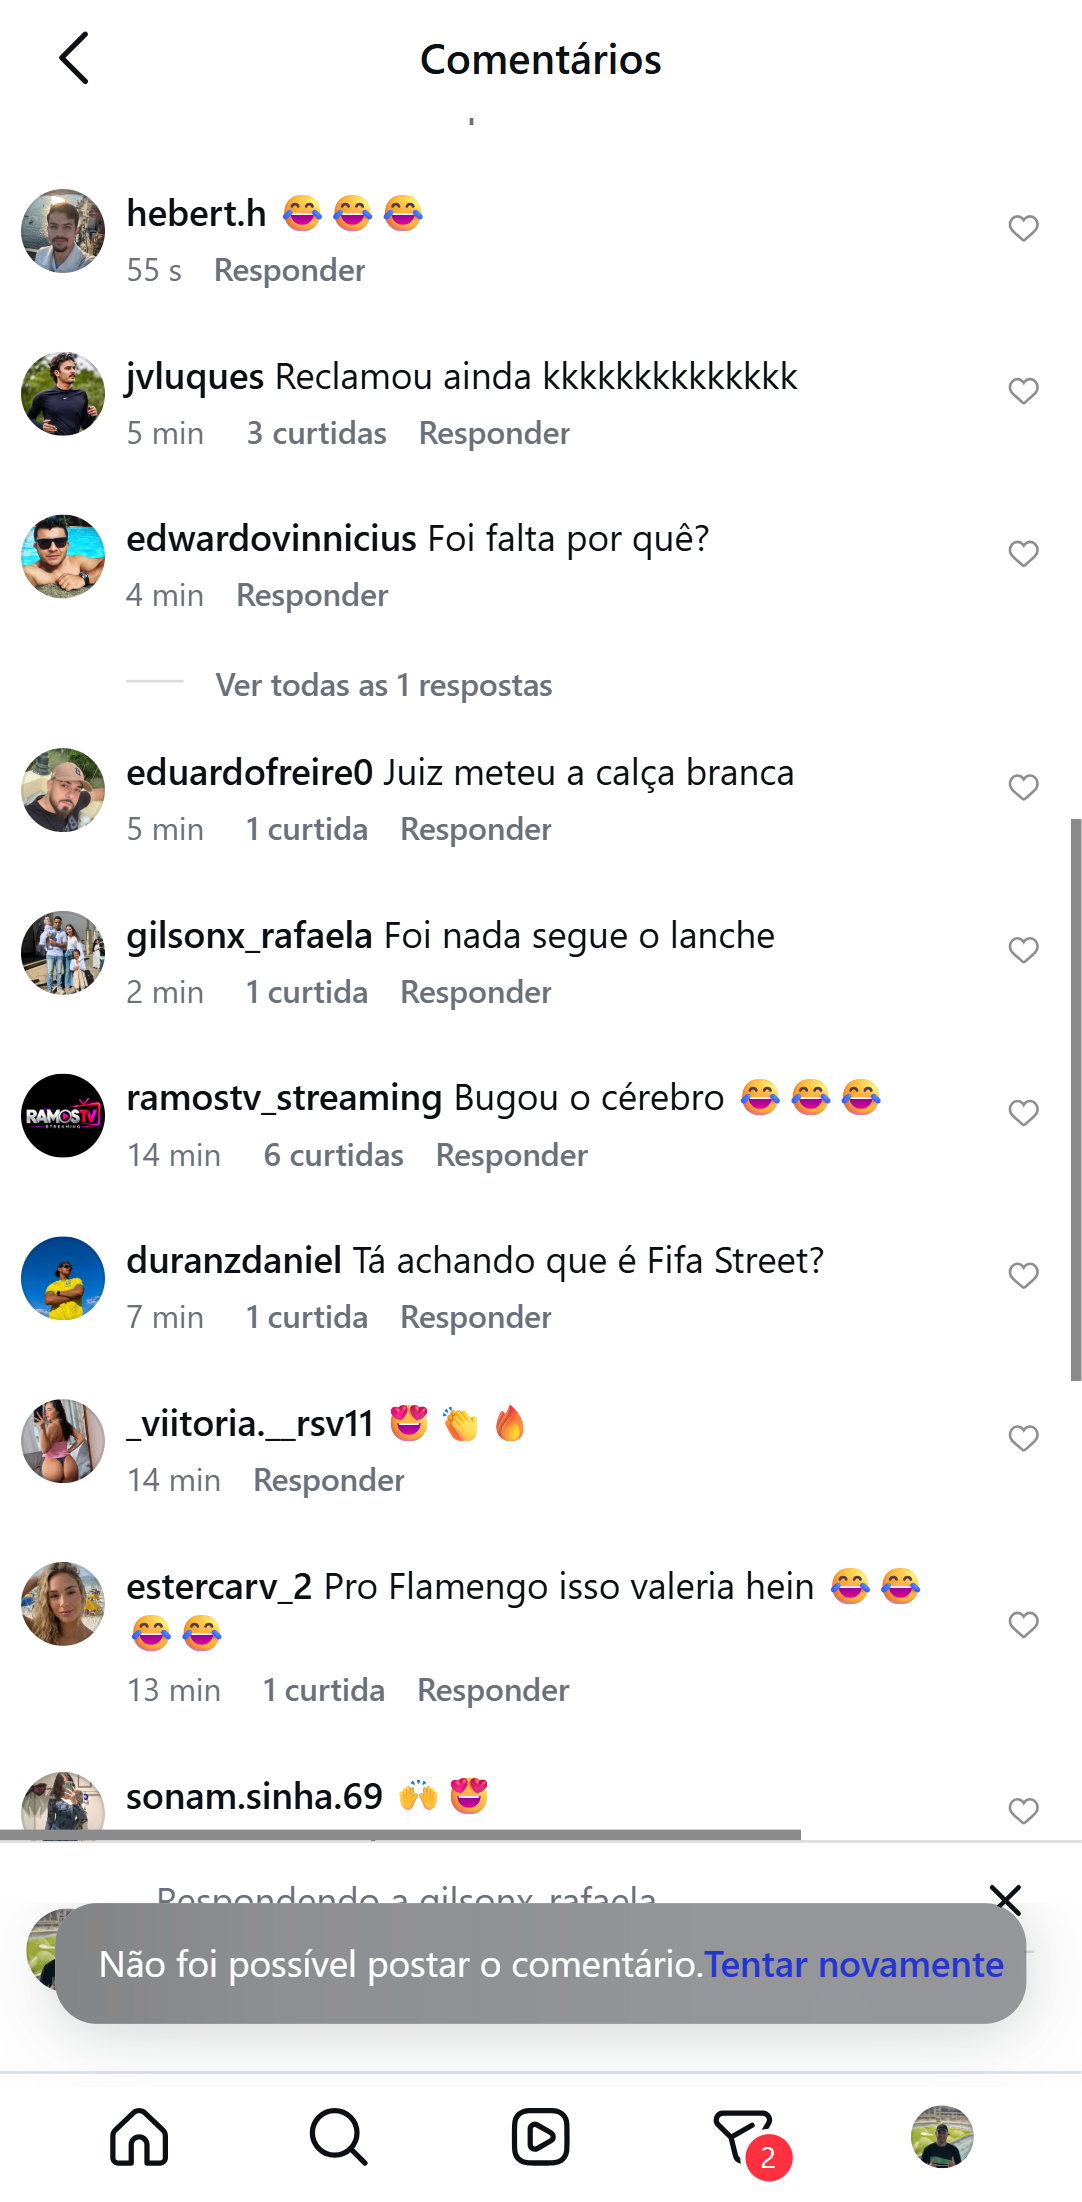 Comentários
hebert.h 😂😂😂
55 s Responder
jvluques Reclamou ainda kkkkkkkkkkkkkk
5 min 3 curtidas Responder
edwardovinnicius Foi falta por quê?
4 min Responder
Ver todas as 1 respostas
eduardofreire0 Juiz meteu a calça branca
5 min 1 curtida Responder
gilsonx_rafaela Foi nada segue o lanche
2 min 1 curtida Responder
RAMOSTV
STREAMING
ramostv_streaming Bugou o cérebro 😂😂😂
14 min 6 curtidas Responder
duranzdaniel Tá achando que é Fifa Street?
7 min 1 curtida Responder
_viitoria.__rsv11 😍👏🔥
14 min Responder
estercarv_2 Pro Flamengo isso valeria hein 😂😂
😂😂
13 min 1 curtida Responder
sonam.sinha.69 🙌😍
Respondendo a gilsonx_rafaela
Não foi possível postar o comentário.Tentar novamente
2